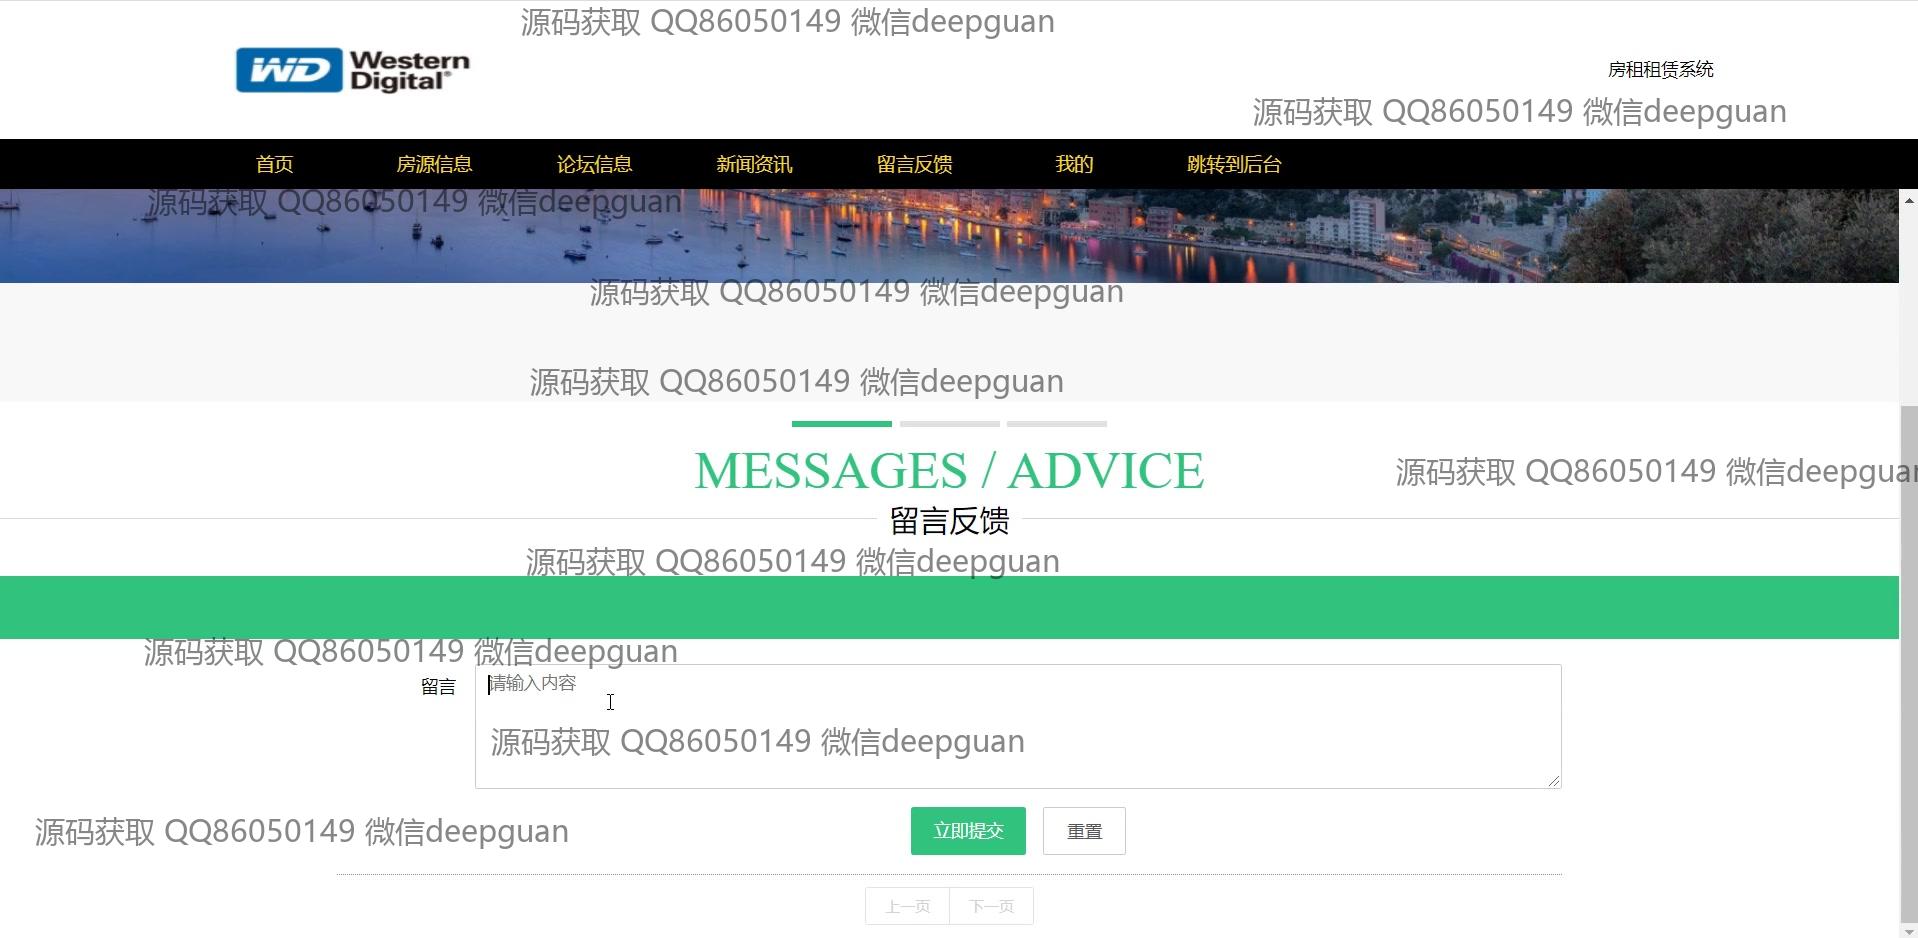 源码获取 QQ86050149 微信deepguan
WD Western Digital®
房租租赁系统
源码获取 QQ86050149 微信deepguan
首页 房源信息 论坛信息 新闻资讯 留言反馈 我的 跳转到后台
源码获取 QQ86050149 微信deepguan
源码获取 QQ86050149 微信deepguan
源码获取 QQ86050149 微信deepguan
MESSAGES / ADVICE
源码获取 QQ86050149 微信deepguan
留言反馈
源码获取 QQ86050149 微信deepguan
源码获取 QQ86050149 微信deepguan
留言 请输入内容
源码获取 QQ86050149 微信deepguan
源码获取 QQ86050149 微信deepguan
立即提交 重置
上一页 下一页